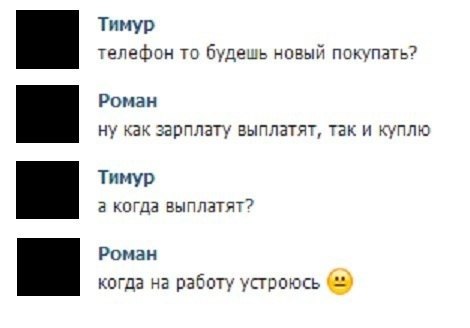 Тимур
телефон то будешь новый покупать?
Роман
ну как зарплату выплатят, так и куплю
Тимур
а когда выплатят?
Роман
когда на работу устроюсь 😐